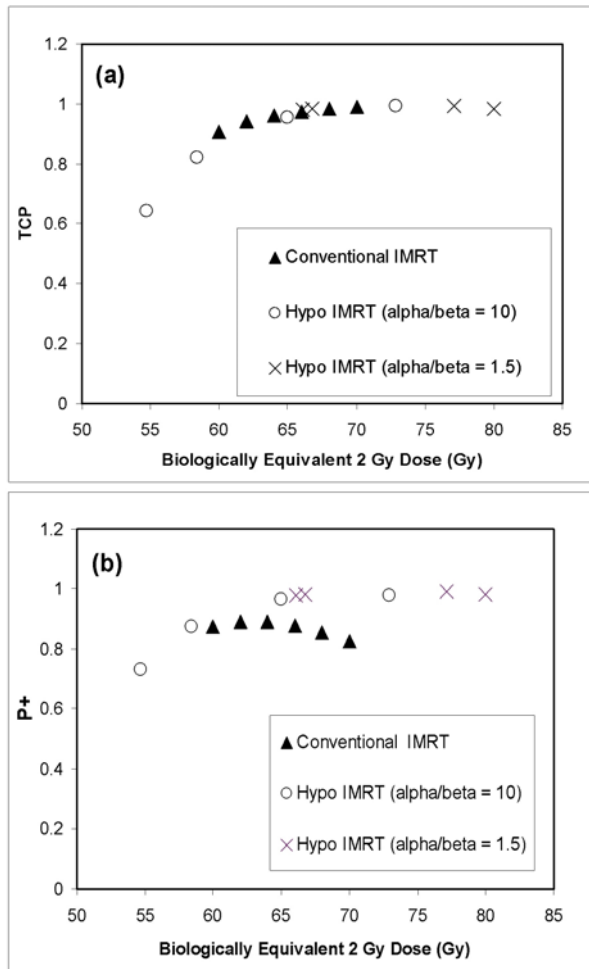 (a)
1.2
1
0.8
0.6
0.4
0.2
0
TCP
▲ Conventional IMRT
○ Hypo IMRT (alpha/beta = 10)
× Hypo IMRT (alpha/beta = 1.5)
50 55 60 65 70 75 80 85
Biologically Equivalent 2 Gy Dose (Gy)
(b)
1.2
1
0.8
0.6
0.4
0.2
0
P+
▲ Conventional IMRT
○ Hypo IMRT (alpha/beta = 10)
× Hypo IMRT (alpha/beta = 1.5)
50 55 60 65 70 75 80 85
Biologically Equivalent 2 Gy Dose (Gy)